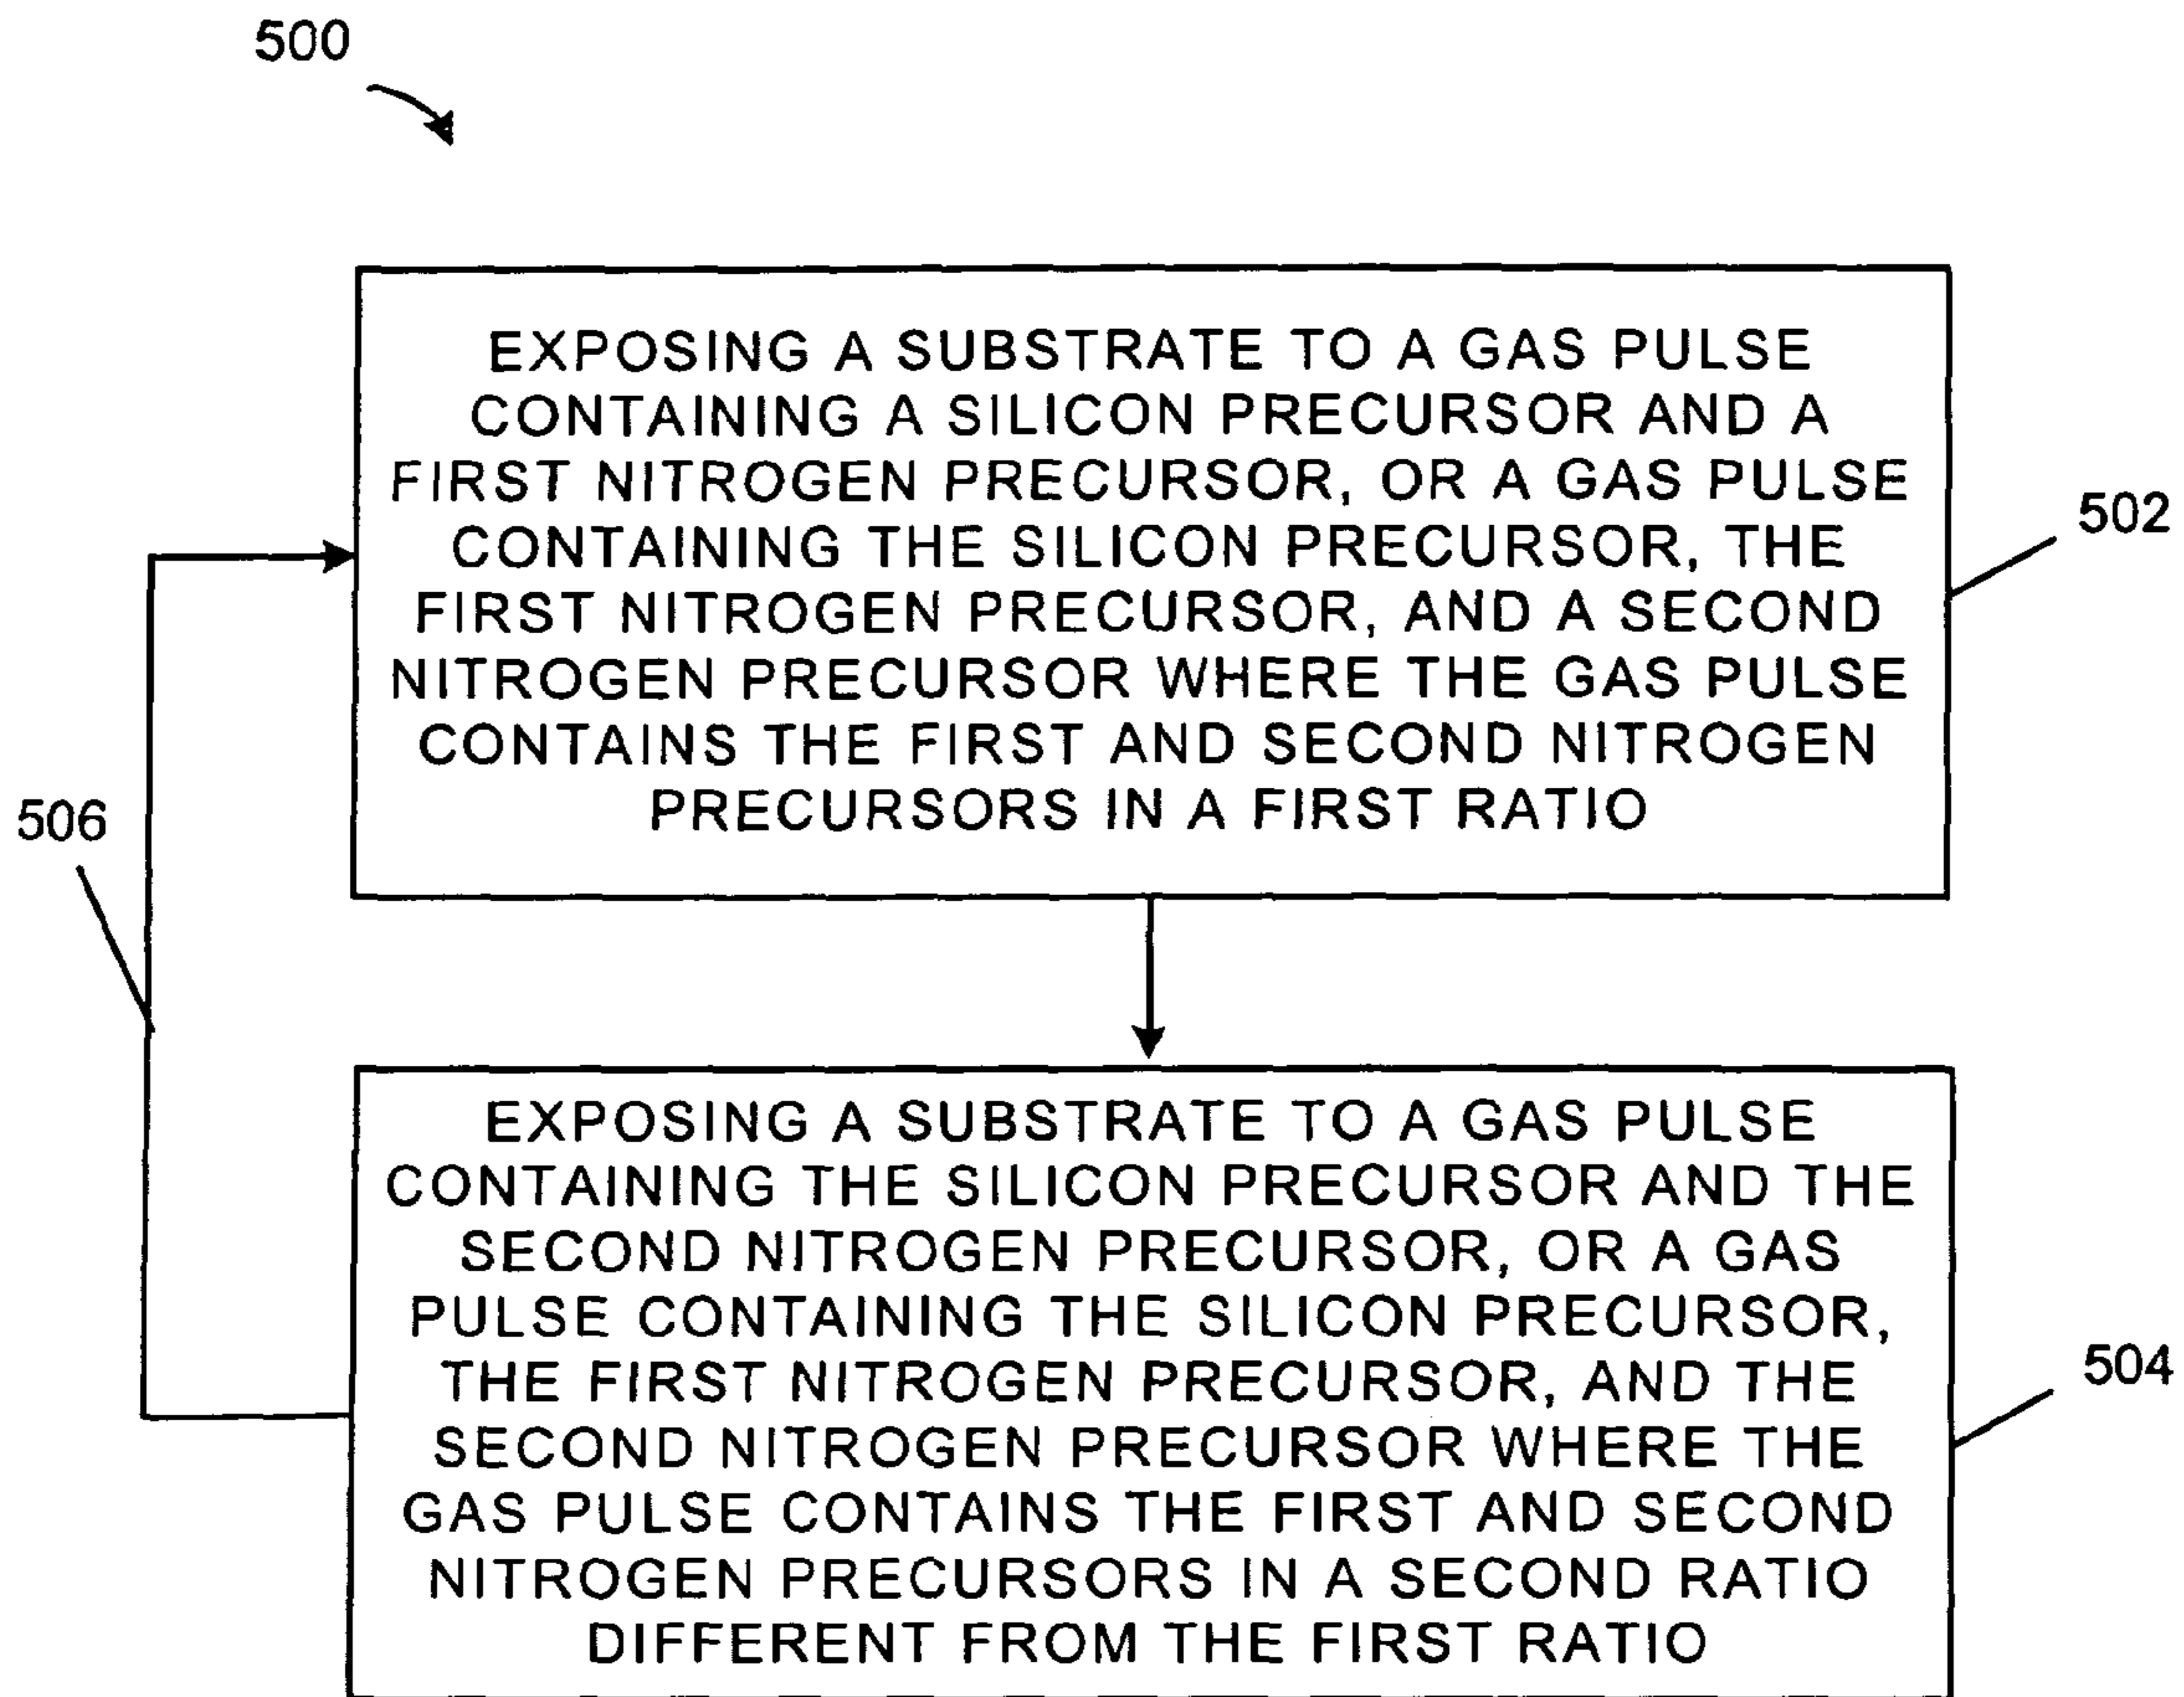 500
EXPOSING A SUBSTRATE TO A GAS PULSE
CONTAINING A SILICON PRECURSOR AND A
FIRST NITROGEN PRECURSOR, OR A GAS PULSE
CONTAINING THE SILICON PRECURSOR, THE
FIRST NITROGEN PRECURSOR, AND A SECOND
NITROGEN PRECURSOR WHERE THE GAS PULSE
CONTAINS THE FIRST AND SECOND NITROGEN
PRECURSORS IN A FIRST RATIO
502
506
EXPOSING A SUBSTRATE TO A GAS PULSE
CONTAINING THE SILICON PRECURSOR AND THE
SECOND NITROGEN PRECURSOR, OR A GAS
PULSE CONTAINING THE SILICON PRECURSOR,
THE FIRST NITROGEN PRECURSOR, AND THE
SECOND NITROGEN PRECURSOR WHERE THE
GAS PULSE CONTAINS THE FIRST AND SECOND
NITROGEN PRECURSORS IN A SECOND RATIO
DIFFERENT FROM THE FIRST RATIO
504